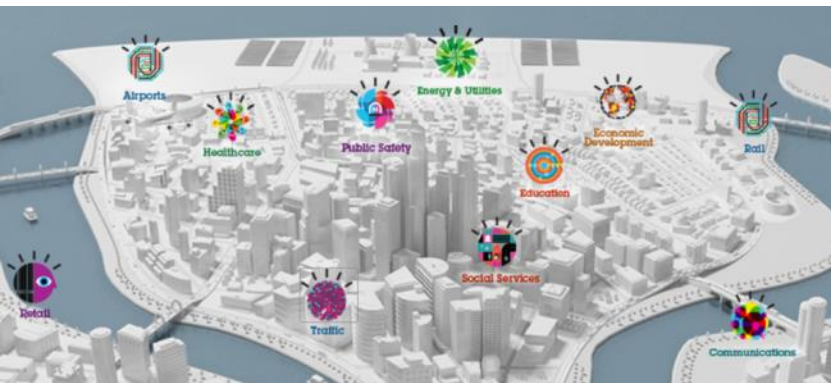 Airports
Energy & Utilities
Healthcare
Public Safety
Economic
Development
Rail
Education
Social Services
Retail
Traffic
Communications